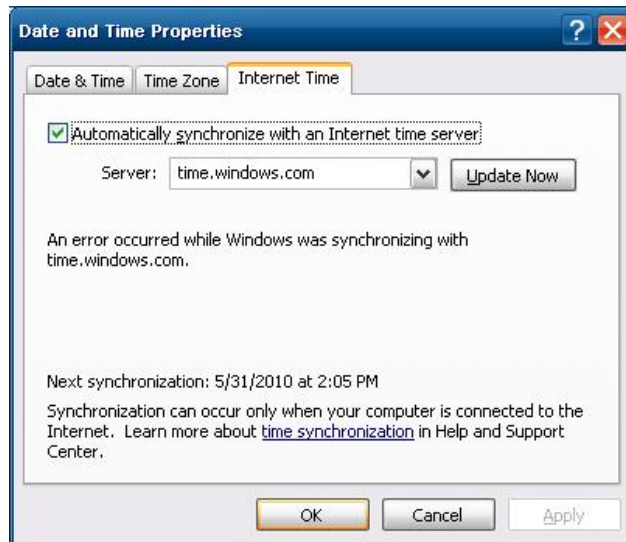 Date and Time Properties
Date & Time
Time Zone
Internet Time
Automatically synchronize with an Internet time server
Server: time.windows.com Update Now
An error occurred while Windows was synchronizing with
time.windows.com.
Next synchronization: 5/31/2010 at 2:05 PM
Synchronization can occur only when your computer is connected to the
Internet. Learn more about time synchronization in Help and Support
Center.
OK
Cancel
Apply